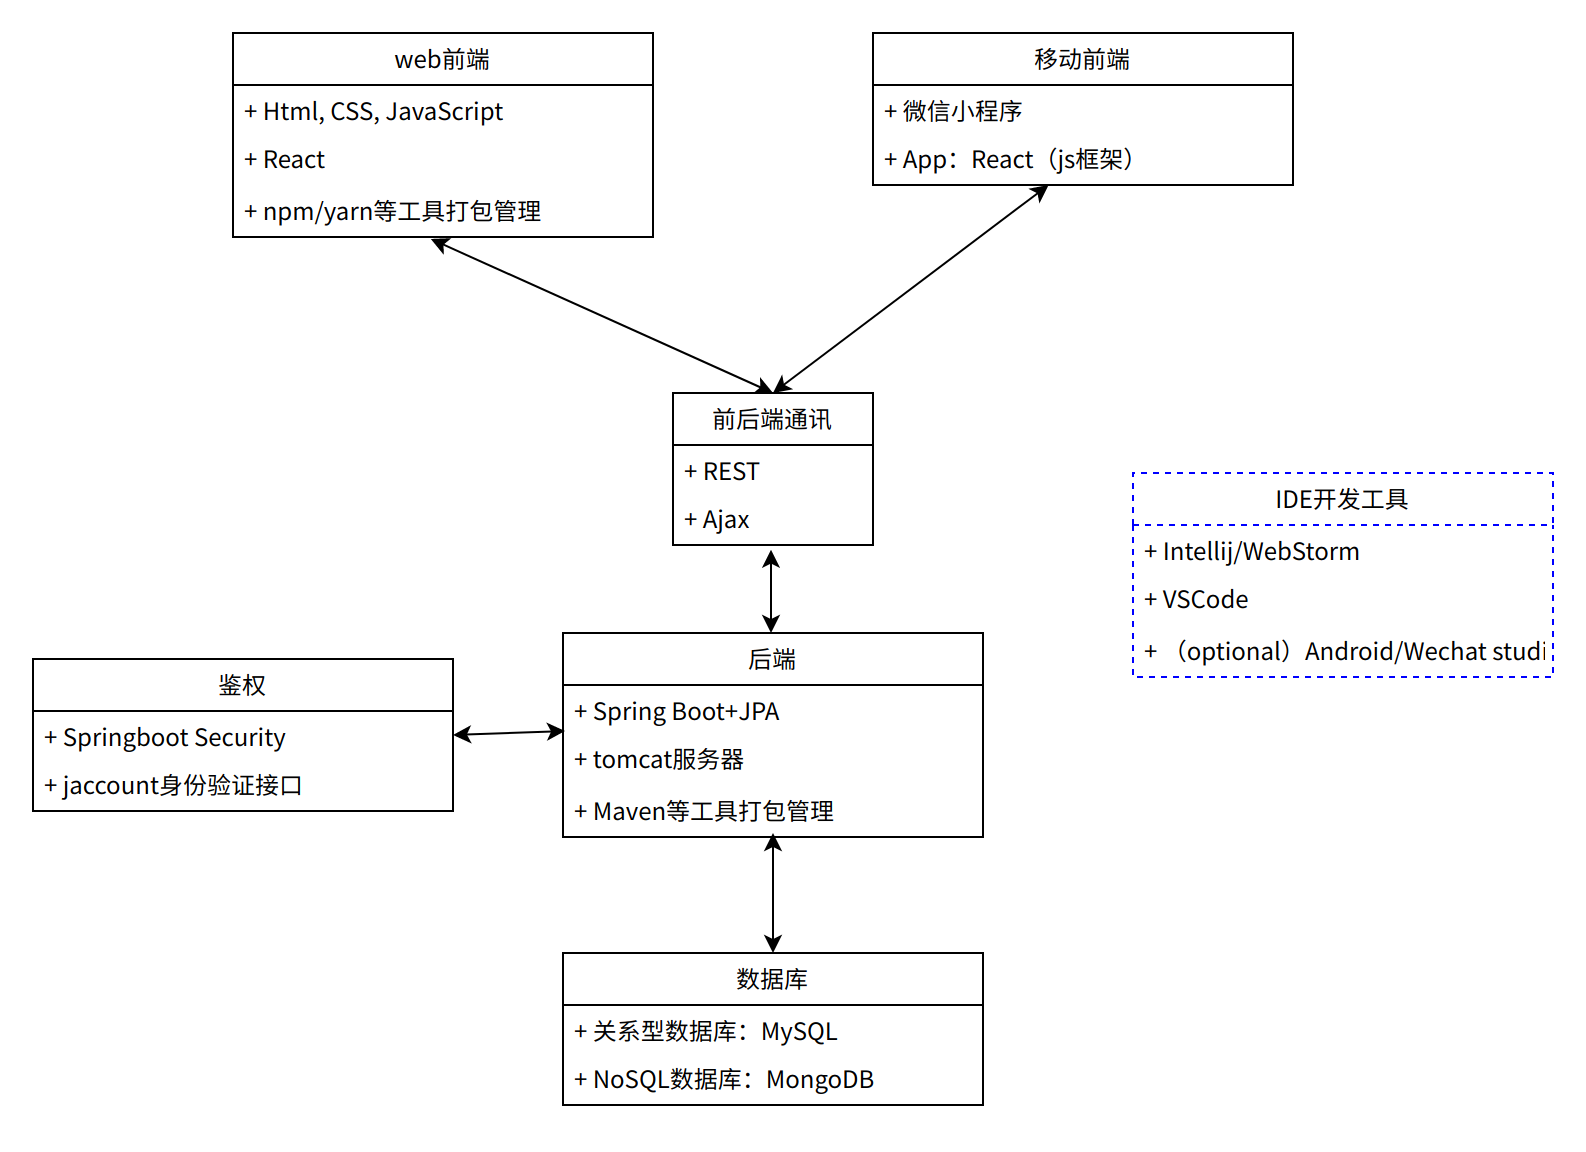 web前端
+ Html, CSS, JavaScript
+ React
+ npm/yarn等工具打包管理
移动前端
+ 微信小程序
+ App：React（js框架）
前后端通讯
+ REST
+ Ajax
IDE开发工具
+ Intellij/WebStorm
+ VSCode
+ （optional）Android/Wechat studi
鉴权
+ Springboot Security
+ jaccount身份验证接口
后端
+ Spring Boot+JPA
+ tomcat服务器
+ Maven等工具打包管理
数据库
+ 关系型数据库：MySQL
+ NoSQL数据库：MongoDB